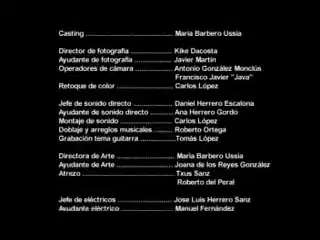 Casting ........................................ Maria Barbero Ussia
Director de fotografía ................... Kike Dacosta
Ayudante de fotografía .................. Javier Martín
Operadores de cámara ................. Antonio González Monclús
Francisco Javier "Java"
Retoque de color .......................... Carlos López
Jefe de sonido directo ................... Daniel Herrero Escalona
Ayudante de sonido directo ........... Ana Herrero Gordo
Montaje de sonido ......................... Carlos López
Doblaje y arreglos musicales ......... Roberto Ortega
Grabación tema guitarra ................Tomás López
Directora de Arte ........................... María Barbero Ussia
Ayudante de Arte ........................... Joana de los Reyes González
Atrezo ............................................ Txus Sanz
Roberto del Peral
Jefe de eléctricos ........................... Jose Luis Herrero Sanz
Ayudante eléctrico ......................... Manuel Fernández